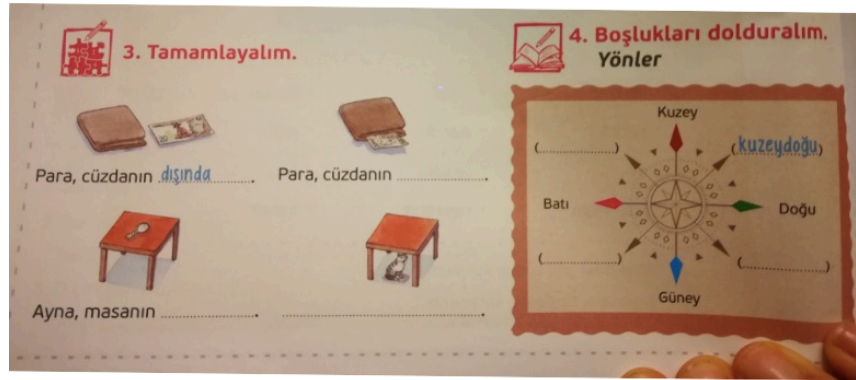 3. Tamamlayalım.
Para, cüzdanın dışında.
Para, cüzdanın ....................
Ayna, masanın ....................
........................................
4. Boşlukları dolduralım.
Yönler
Kuzey
(....................)
(kuzeydoğu)
Batı
Doğu
(....................)
(....................)
Güney